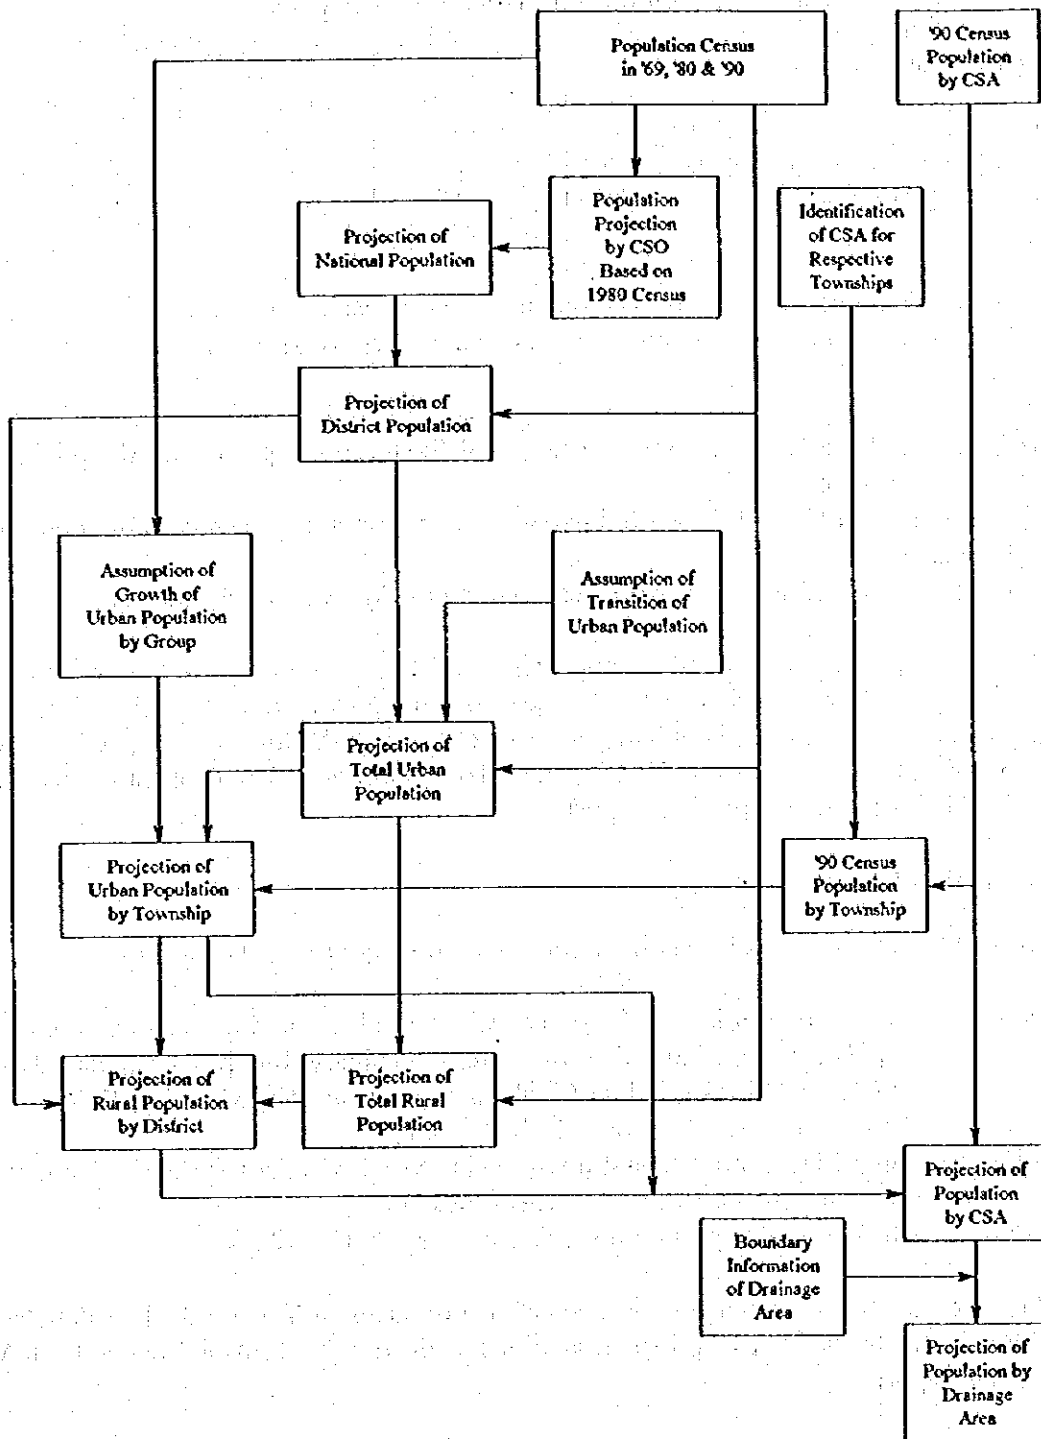 Population Census
in '69, '80 & '90
'90 Census
Population
by CSA
Population
Projection
by CSO
Based on
1980 Census
Projection of
National Population
Identification
of CSA for
Respective
Townships
Projection of
District Population
Assumption of
Growth of
Urban Population
by Group
Assumption of
Transition of
Urban Population
Projection of
Total Urban
Population
Projection of
Urban Population
by Township
'90 Census
Population
by Township
Projection of
Rural Population
by District
Projection of
Total Rural
Population
Projection of
Population
by CSA
Boundary
Information
of Drainage
Area
Projection of
Population by
Drainage
Area